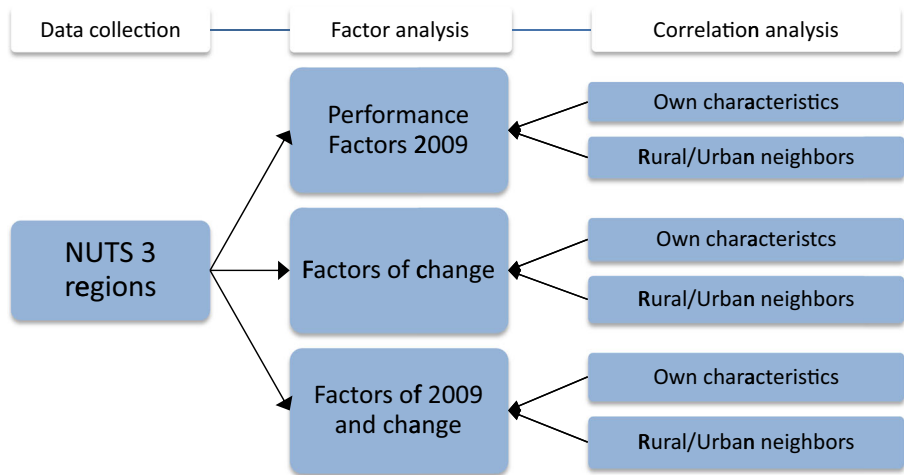 Data collection
Factor analysis
Correlation analysis
NUTS 3
regions
Performance
Factors 2009
Own characteristics
Rural/Urban neighbors
Factors of change
Own characteristcs
Rural/Urban neighbors
Factors of 2009
and change
Own characteristics
Rural/Urban neighbors